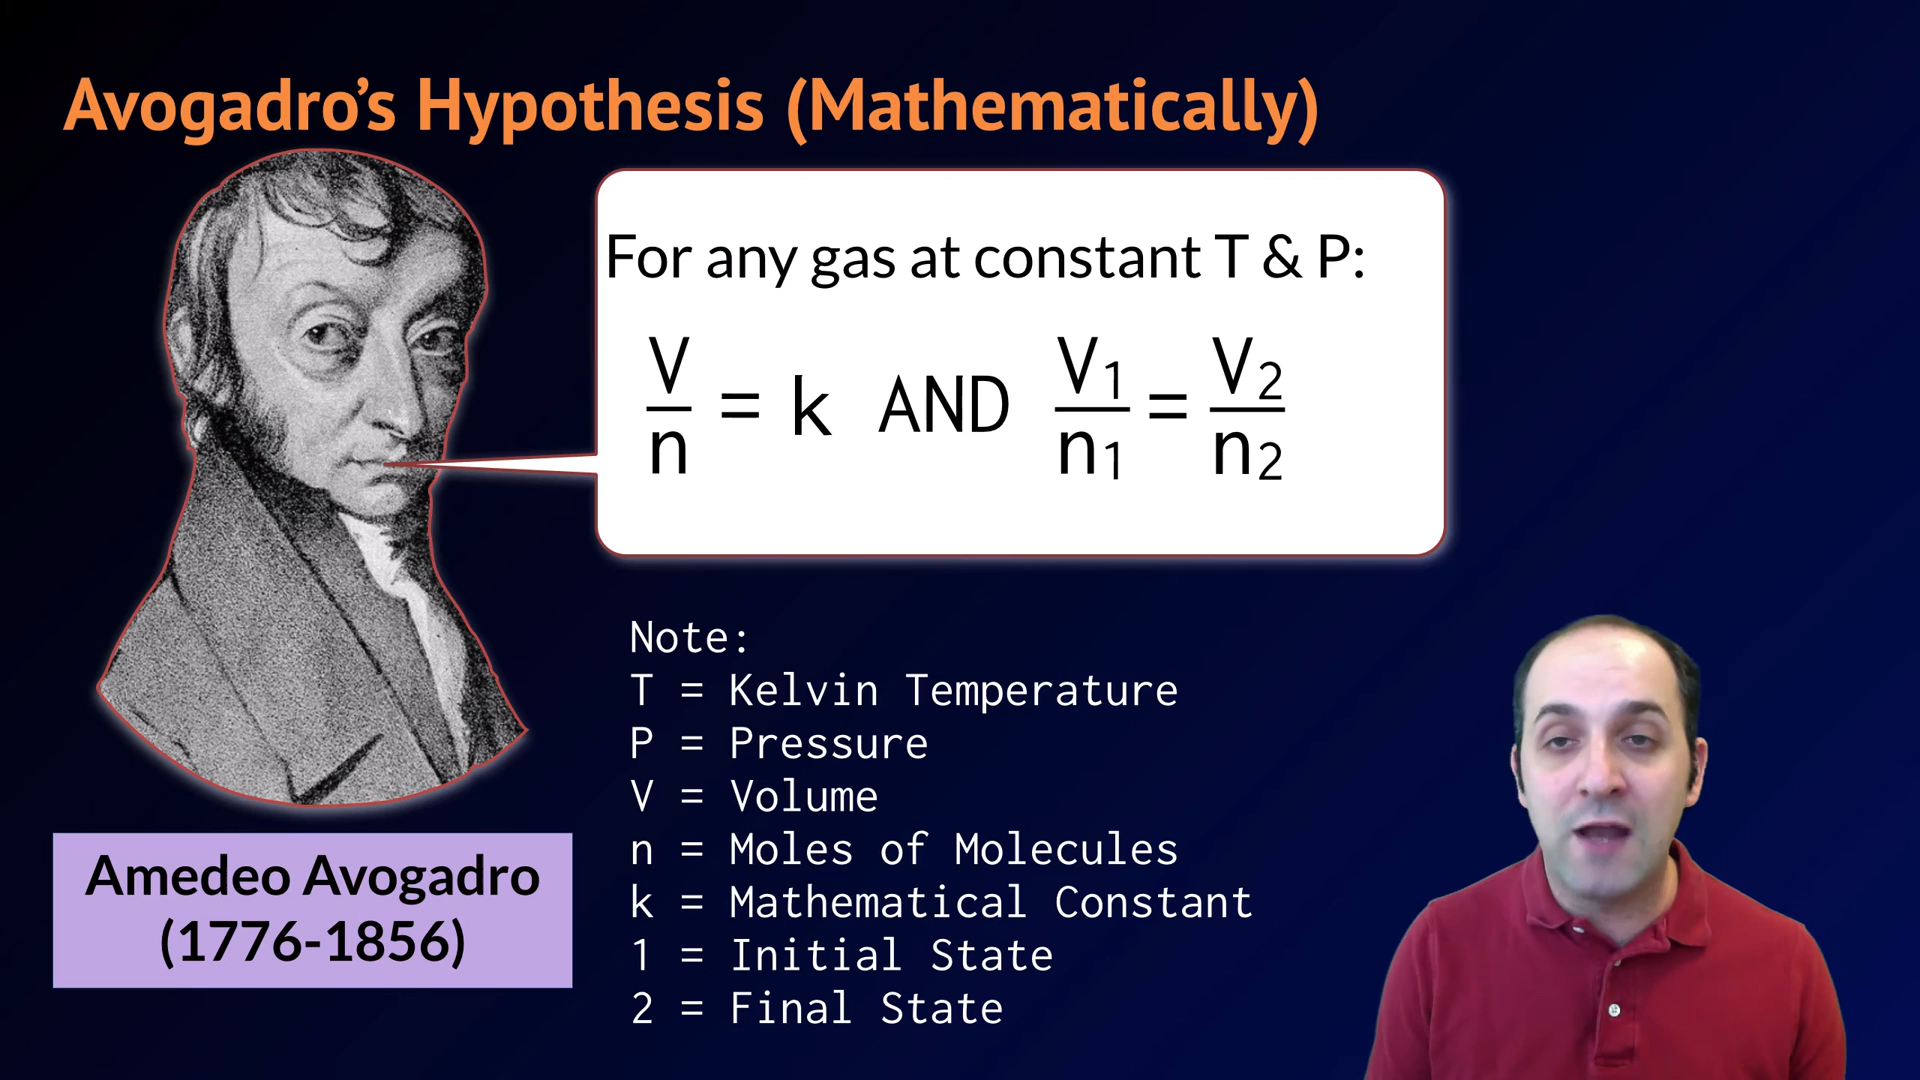 Avogadro’s Hypothesis (Mathematically)
For any gas at constant T & P:
V/n = k AND V₁/n₁ = V₂/n₂
Amedeo Avogadro
(1776-1856)
Note:
T = Kelvin Temperature
P = Pressure
V = Volume
n = Moles of Molecules
k = Mathematical Constant
1 = Initial State
2 = Final State